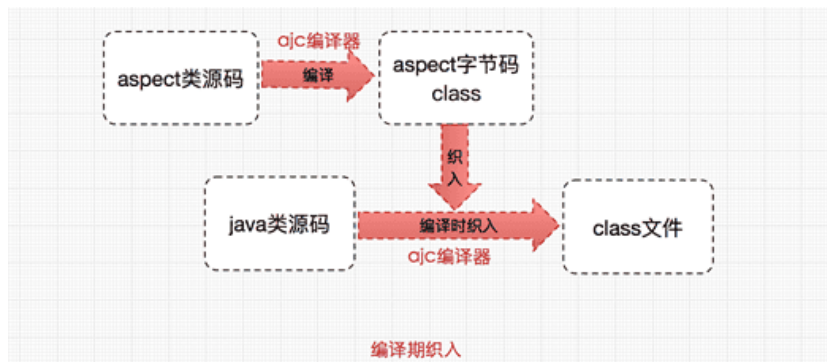 ajc编译器
aspect类源码
编译
aspect字节码
class
织
入
java类源码
编译时织入
class文件
ajc编译器
编译期织入